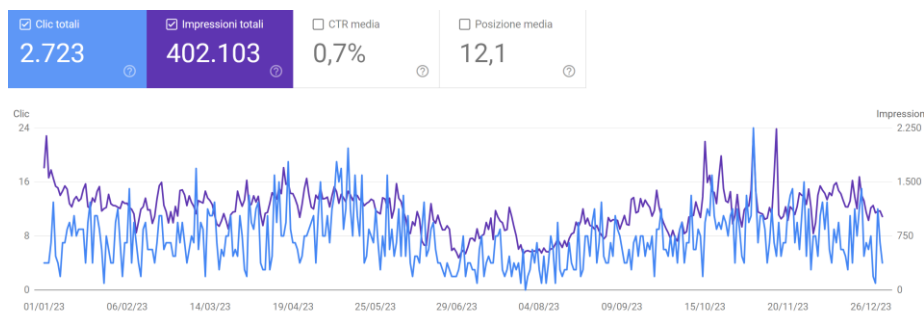 Clic totali
2.723
Impressioni totali
402.103
CTR media
0,7%
Posizione media
12,1
Clic
Impression
24
2.250
16
1.500
8
750
0
0
01/01/23 06/02/23 14/03/23 19/04/23 25/05/23 29/06/23 04/08/23 09/09/23 15/10/23 20/11/23 26/12/23